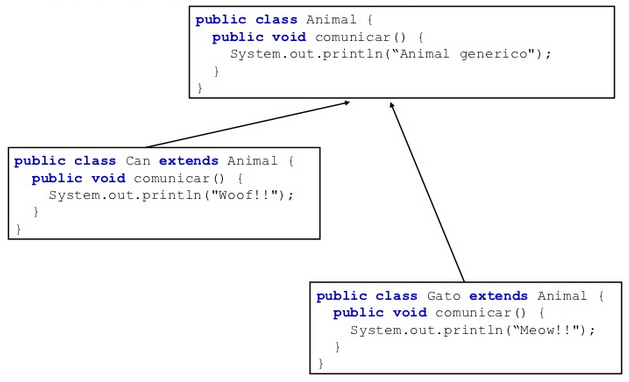 public class Animal {
public void comunicar() {
System.out.println(“Animal generico");
}
}
public class Can extends Animal {
public void comunicar() {
System.out.println("Woof!!");
}
}
public class Gato extends Animal {
public void comunicar() {
System.out.println(“Meow!!");
}
}